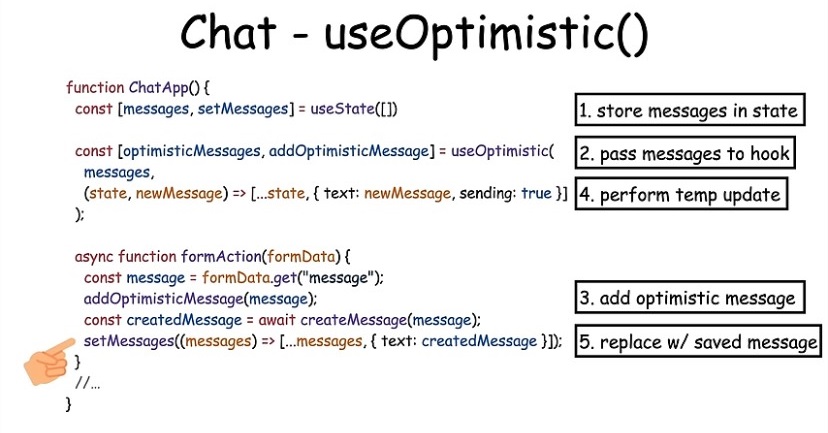 Chat - useOptimistic()
function ChatApp() {
const [messages, setMessages] = useState([])
1. store messages in state
const [optimisticMessages, addOptimisticMessage] = useOptimistic(
2. pass messages to hook
messages,
(state, newMessage) => [...state, { text: newMessage, sending: true }]
4. perform temp update
);
async function formAction(formData) {
const message = formData.get("message");
addOptimisticMessage(message);
3. add optimistic message
const createdMessage = await createMessage(message);
setMessages((messages) => [...messages, { text: createdMessage }]);
5. replace w/ saved message
}
//...
}